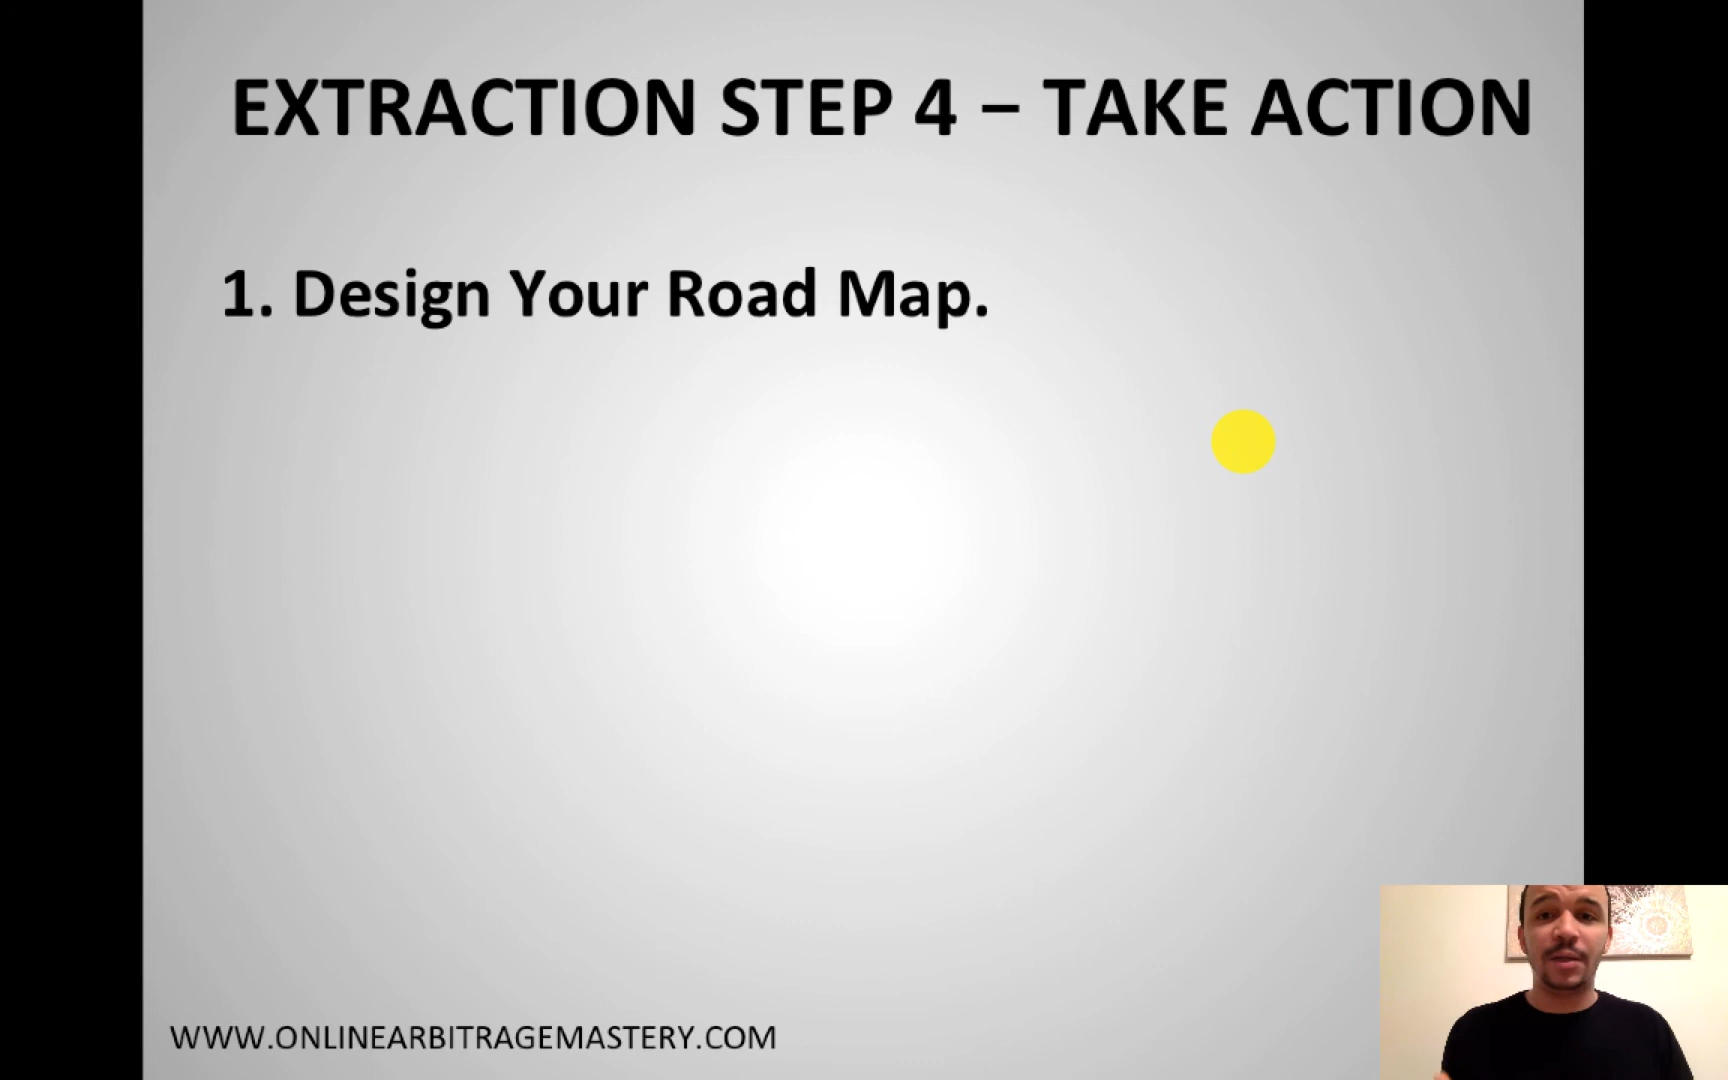 EXTRACTION STEP 4 – TAKE ACTION
1. Design Your Road Map.
WWW.ONLINEARBITRAGEMASTERY.COM